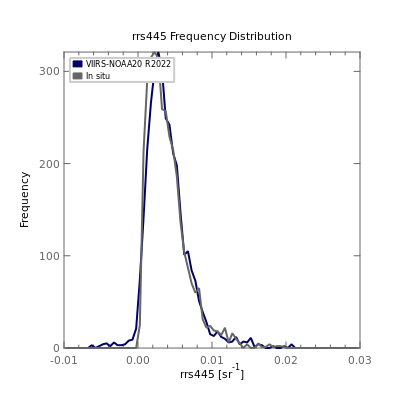 rrs445 Frequency Distribution
VIIRS-NOAA20 R2022
In situ
Frequency
300
200
100
0
-0.01 0.00 0.01 0.02 0.03
rrs445 [sr⁻¹]